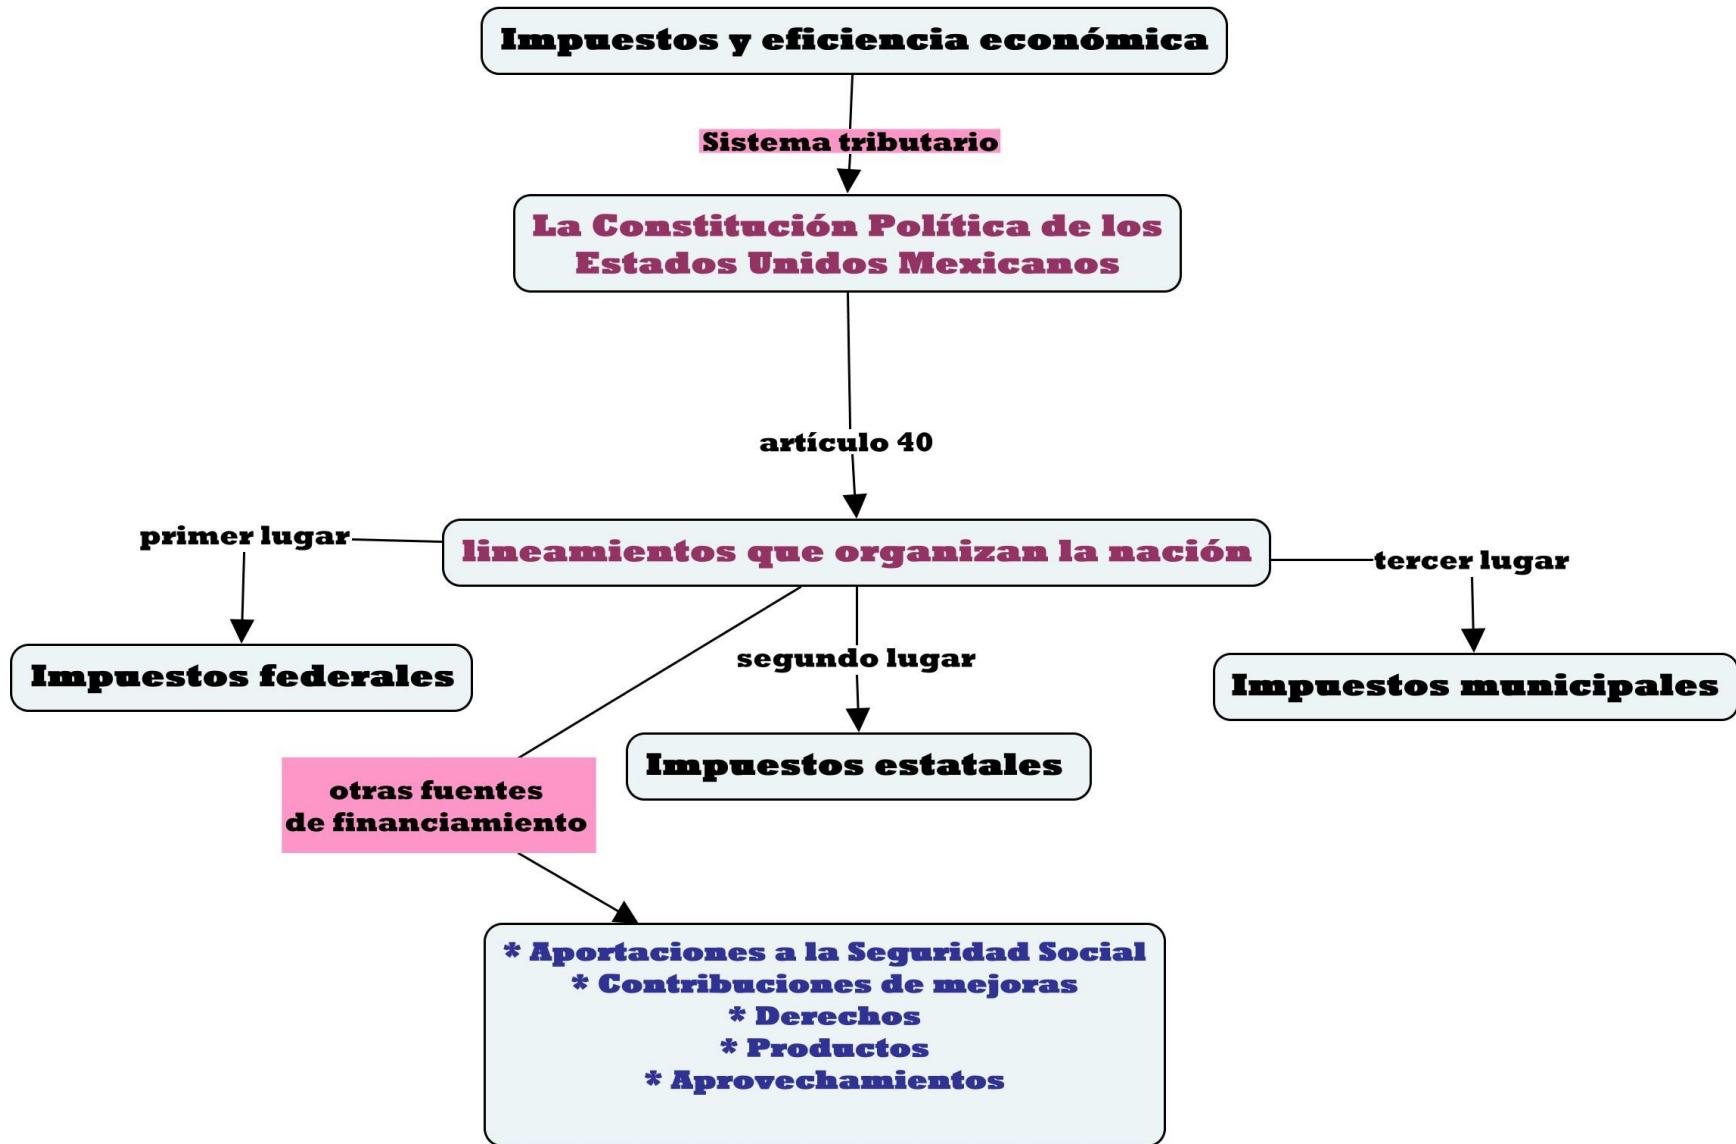 Impuestos y eficiencia económica
Sistema tributario
La Constitución Política de los
Estados Unidos Mexicanos
artículo 40
lineamientos que organizan la nación
primer lugar
Impuestos federales
segundo lugar
Impuestos estatales
tercer lugar
Impuestos municipales
otras fuentes
de financiamiento
* Aportaciones a la Seguridad Social
* Contribuciones de mejoras
* Derechos
* Productos
* Aprovechamientos